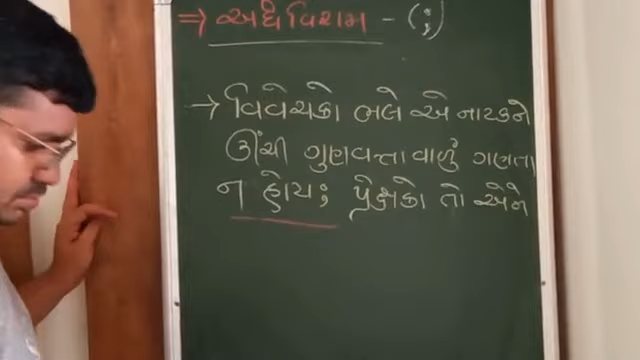 ⇒ અર્ધવિરામ - (;)
→ વિવેચકો ભલે એ નાટકને
ઊંચી ગુણવત્તાવાળું ગણતા
ન હોય; પ્રેક્ષકો તો એને